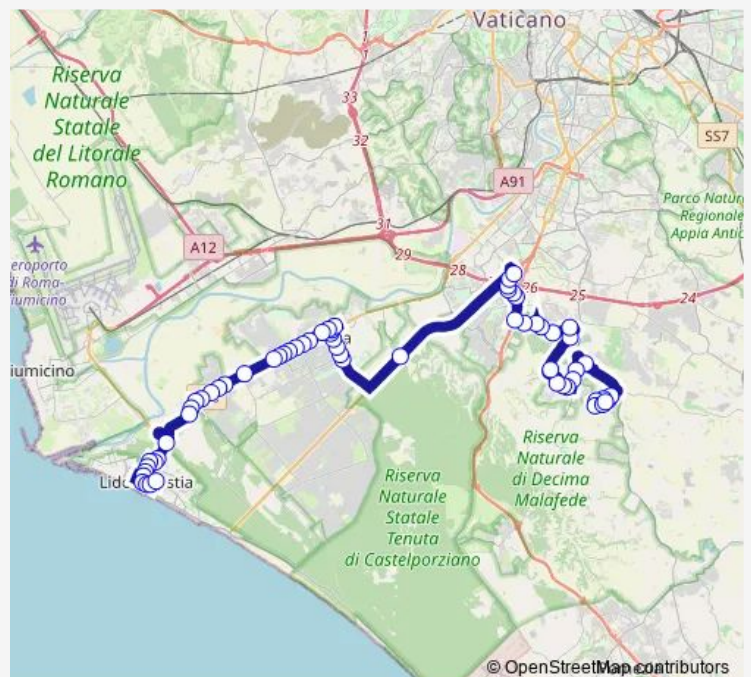 Vaticano
Riserva
Naturale
Statale
del Litorale
Romano
1
1
33
32
SS7
A91
Parco Natur
Regionale
Appia Antic
31
A12
29
28
26
25
24
eroporto
di Roma-
iumicino
iumicino
a
Riserva
Naturale
di Decima
Malafede
Lido
stia
Riserva
Naturale
Statale
Tenuta
di Castelporziano
© OpenStreetMap contributors